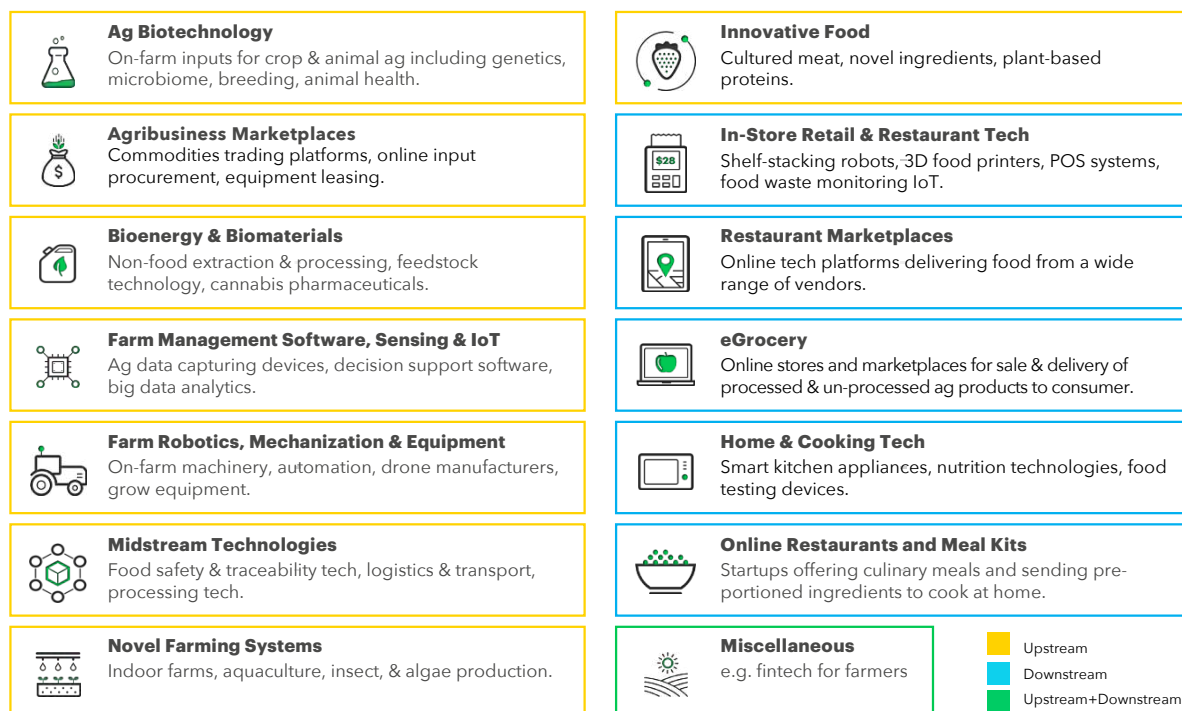 Ag Biotechnology
On-farm inputs for crop & animal ag including genetics,
microbiome, breeding, animal health.
Agribusiness Marketplaces
Commodities trading platforms, online input
procurement, equipment leasing.
Bioenergy & Biomaterials
Non-food extraction & processing, feedstock
technology, cannabis pharmaceuticals.
Farm Management Software, Sensing & IoT
Ag data capturing devices, decision support software,
big data analytics.
Farm Robotics, Mechanization & Equipment
On-farm machinery, automation, drone manufacturers,
grow equipment.
Midstream Technologies
Food safety & traceability tech, logistics & transport,
processing tech.
Novel Farming Systems
Indoor farms, aquaculture, insect, & algae production.
Innovative Food
Cultured meat, novel ingredients, plant-based
proteins.
In-Store Retail & Restaurant Tech
Shelf-stacking robots, 3D food printers, POS systems,
food waste monitoring IoT.
$28
Restaurant Marketplaces
Online tech platforms delivering food from a wide
range of vendors.
eGrocery
Online stores and marketplaces for sale & delivery of
processed & un-processed ag products to consumer.
Home & Cooking Tech
Smart kitchen appliances, nutrition technologies, food
testing devices.
Online Restaurants and Meal Kits
Startups offering culinary meals and sending pre-
portioned ingredients to cook at home.
Miscellaneous
e.g. fintech for farmers
Upstream
Downstream
Upstream+Downstream
$